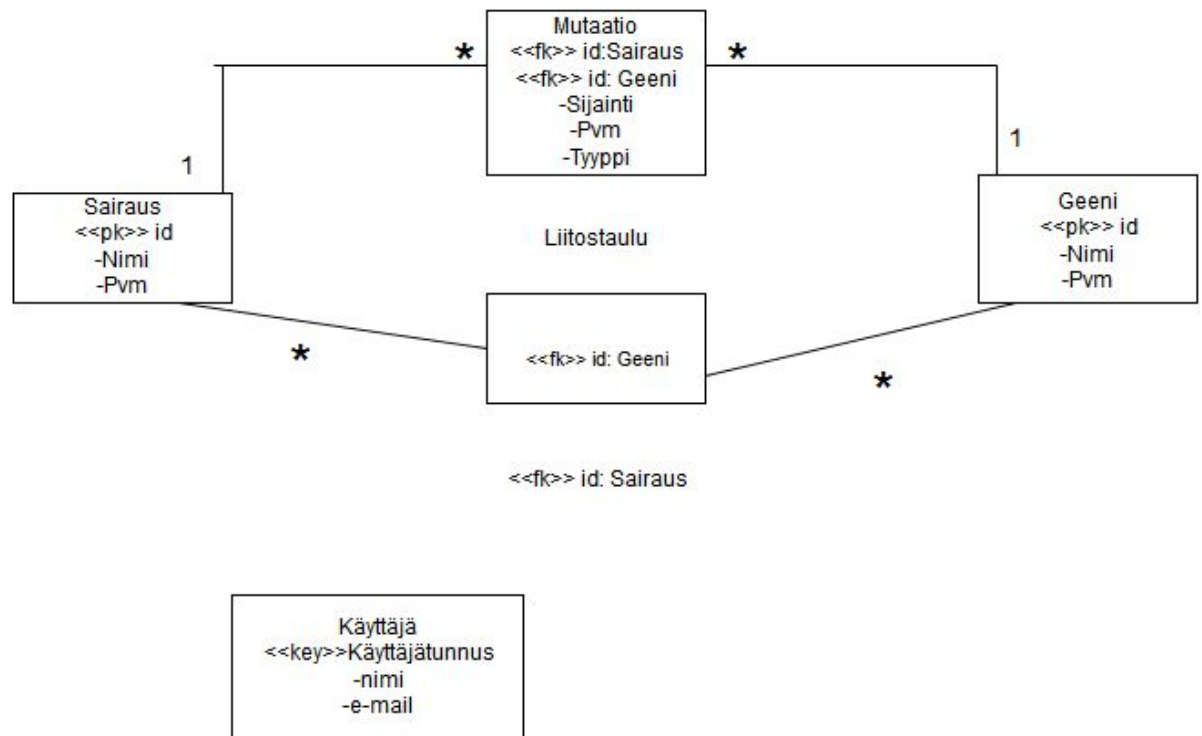 Mutaatio
<<fk>> id:Sairaus
<<fk>> id: Geeni
-Sijainti
-Pvm
-Tyyppi
*
*
1
1
Sairaus
<<pk>> id
-Nimi
-Pvm
Geeni
<<pk>> id
-Nimi
-Pvm
Liitostaulu
<<fk>> id: Geeni
*
*
<<fk>> id: Sairaus
Käyttäjä
<<key>>Käyttäjätunnus
-nimi
-e-mail